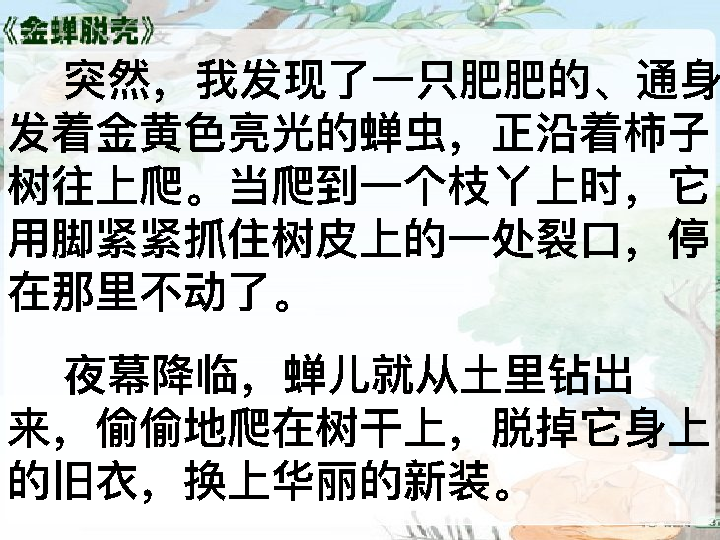 《金蝉脱壳》
突然，我发现了一只肥肥的、通身
发着金黄色亮光的蝉虫，正沿着柿子
树往上爬。当爬到一个枝丫上时，它
用脚紧紧抓住树皮上的一处裂口，停
在那里不动了。
夜幕降临，蝉儿就从土里钻出
来，偷偷地爬在树干上，脱掉它身上
的旧衣，换上华丽的新装。